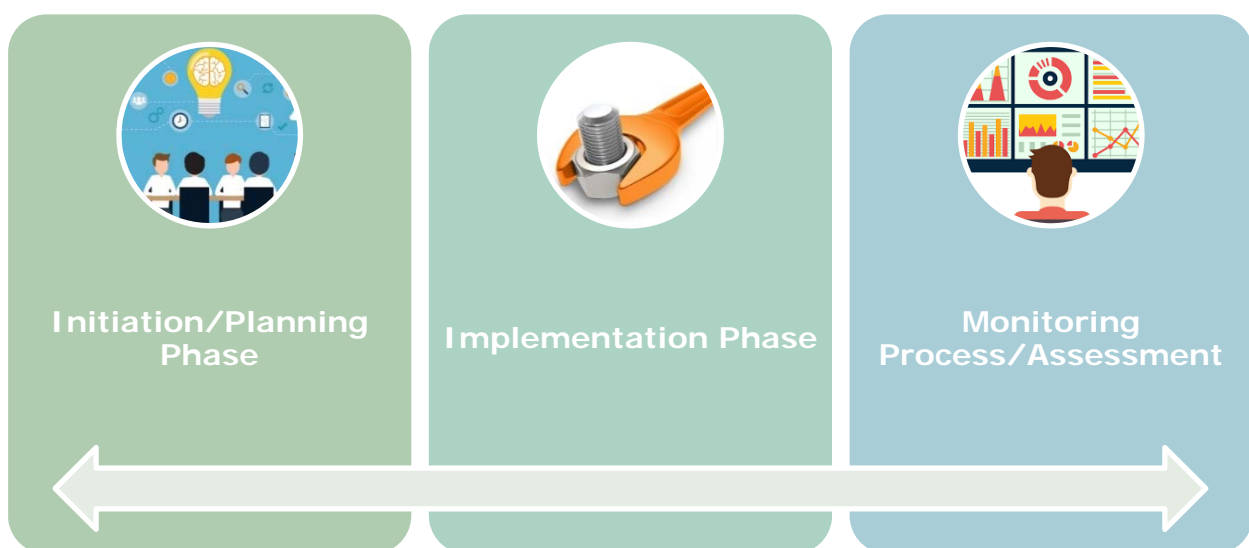 Initiation/Planning
Phase
Implementation Phase
Monitoring
Process/Assessment